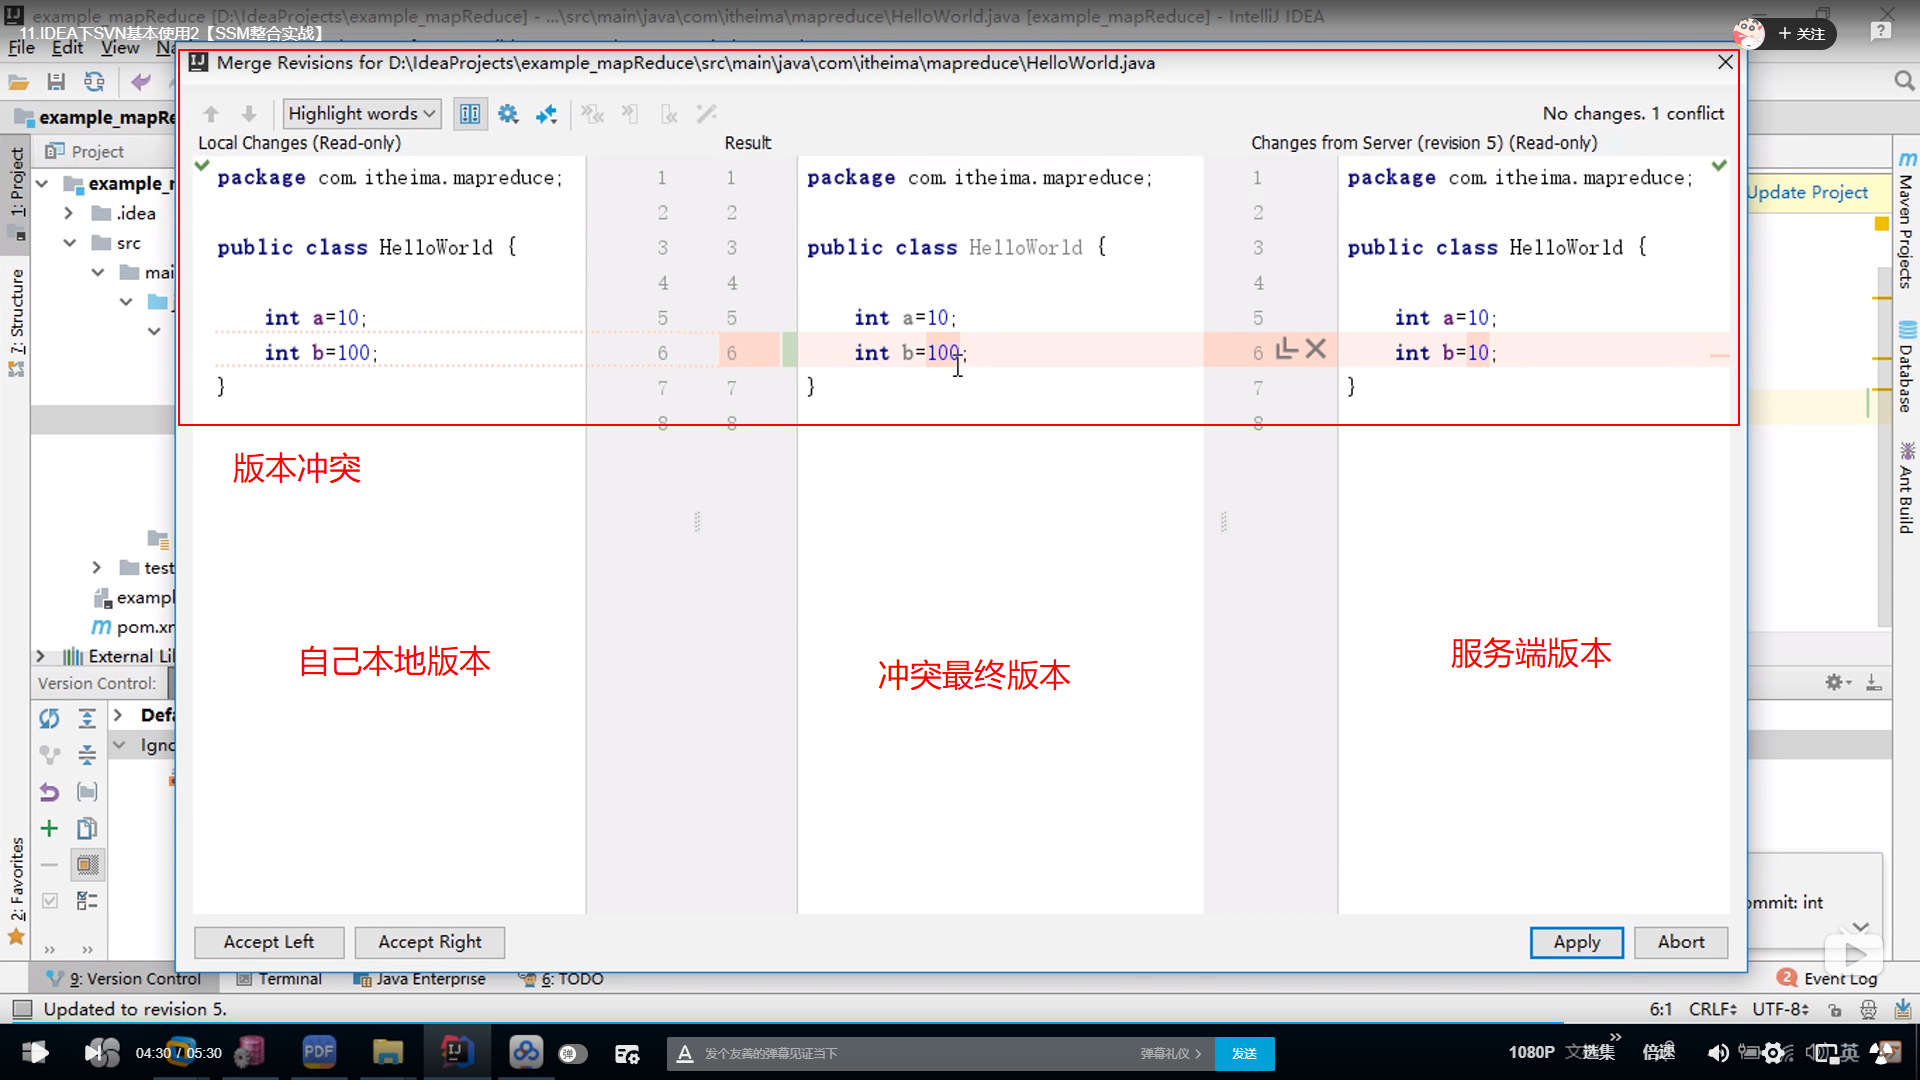 example_mapReduce [D:\IdeaProjects\example_mapReduce] - ...\src\main\java\com\itheima\mapreduce\HelloWorld.java [example_mapReduce] - IntelliJ IDEA
11.IDEA下SVN基本使用2【SSM整合实战】
+ 关注
File Edit View Na
Merge Revisions for D:\IdeaProjects\example_mapReduce\src\main\java\com\itheima\mapreduce\HelloWorld.java
Highlight words
No changes. 1 conflict
example_mapRe
Local Changes (Read-only)
Result
Changes from Server (revision 5) (Read-only)
Project
1: Project
7: Structure
2: Favorites
example_r
.idea
src
mai
test
exampl
pom.xm
External Lil
Version Control:
Defa
Igno
package com.itheima.mapreduce;
public class HelloWorld {
int a=10;
int b=100;
}
1 1
2 2
3 3
4 4
5 5
6 6
7 7
8 8
package com.itheima.mapreduce;
public class HelloWorld {
int a=10;
int b=100;
}
1
2
3
4
5
6
7
8
package com.itheima.mapreduce;
public class HelloWorld {
int a=10;
int b=10;
}
Update Project
Maven Projects
Database
Ant Build
版本冲突
自己本地版本
冲突最终版本
服务端版本
ommit: int
Accept Left
Accept Right
Apply
Abort
9: Version Control
Terminal
Java Enterprise
6: TODO
2 Event Log
Updated to revision 5.
6:1 CRLF UTF-8
04:30 / 05:30
PDF
弹
发个友善的弹幕见证当下
弹幕礼仪 >
发送
1080P
选集
倍速
英